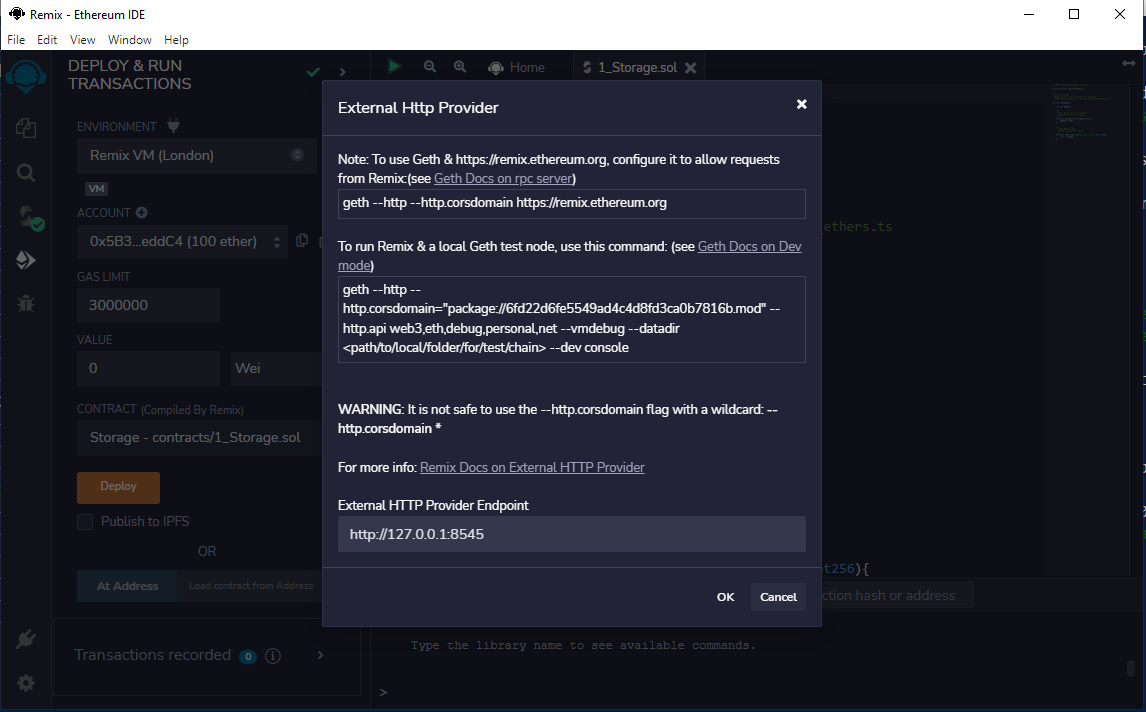 Remix - Ethereum IDE
File Edit View Window Help
DEPLOY & RUN
TRANSACTIONS
ENVIRONMENT
Remix VM (London)
VM
ACCOUNT
0x5B3...eddC4 (100 ether)
GAS LIMIT
3000000
VALUE
0
Wei
CONTRACT (Compiled By Remix)
Storage - contracts/1_Storage.sol
Deploy
Publish to IPFS
OR
At Address
Load contract from Address
Transactions recorded 0 i
Home
1_Storage.sol
External Http Provider
Note: To use Geth & https://remix.ethereum.org, configure it to allow requests
from Remix:(see Geth Docs on rpc server)
geth --http --http.corsdomain https://remix.ethereum.org
To run Remix & a local Geth test node, use this command: (see Geth Docs on Dev
mode)
geth --http --
http.corsdomain="package://6fd22d6fe5549ad4c4d8fd3ca0b7816b.mod" --
http.api web3,eth,debug,personal,net --vmdebug --datadir
<path/to/local/folder/for/test/chain> --dev console
WARNING: It is not safe to use the --http.corsdomain flag with a wildcard: --
http.corsdomain *
For more info: Remix Docs on External HTTP Provider
External HTTP Provider Endpoint
http://127.0.0.1:8545
OK
Cancel
ethers.ts
t256){
ction hash or address
Type the library name to see available commands.
>